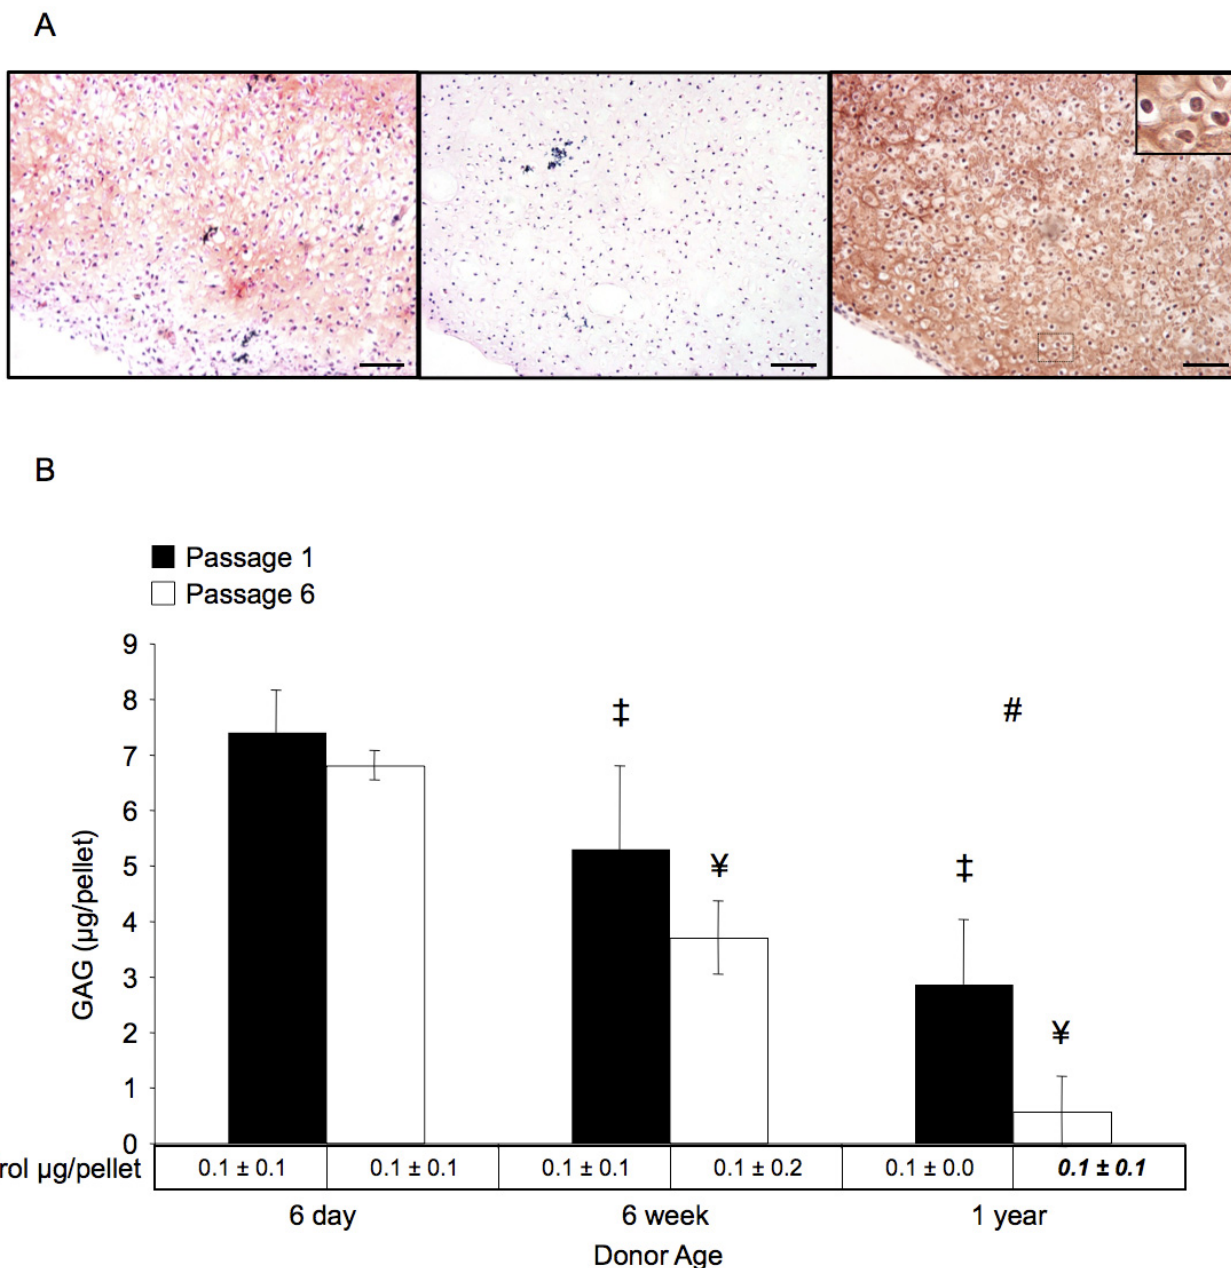 A
B
Passage 1
Passage 6
9
8
7
6
5
4
3
2
1
0
GAG (µg/pellet)
‡
¥
#
‡
¥
rol µg/pellet 0.1 ± 0.1 0.1 ± 0.1 0.1 ± 0.1 0.1 ± 0.2 0.1 ± 0.0 0.1 ± 0.1
6 day 6 week 1 year
Donor Age